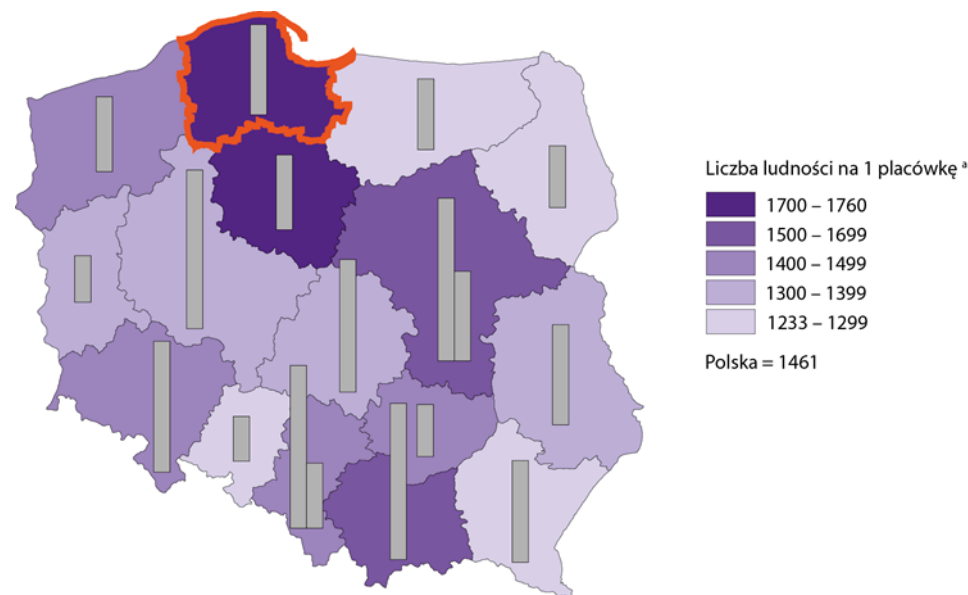 Liczba ludności na 1 placówkę ᵃ
1700 – 1760
1500 – 1699
1400 – 1499
1300 – 1399
1233 – 1299
Polska = 1461